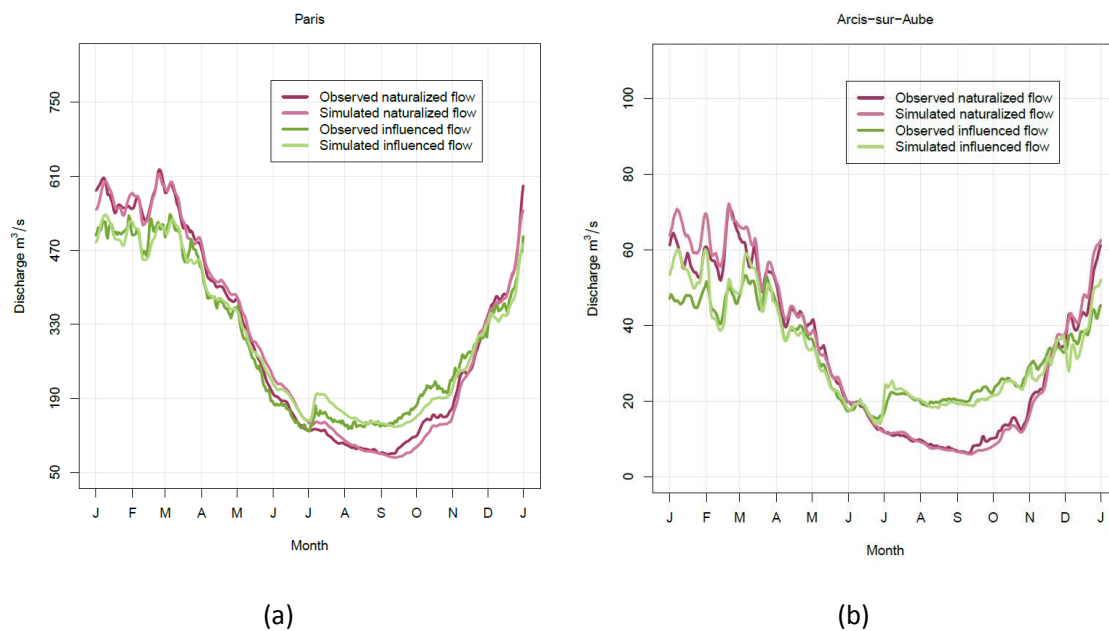 Paris
Observed naturalized flow
Simulated naturalized flow
Observed influenced flow
Simulated influenced flow
Discharge m³/s
750
610
470
330
190
50
J F M A M J J A S O N D J
Month
(a)
Arcis−sur−Aube
Observed naturalized flow
Simulated naturalized flow
Observed influenced flow
Simulated influenced flow
Discharge m³/s
100
80
60
40
20
0
J F M A M J J A S O N D J
Month
(b)